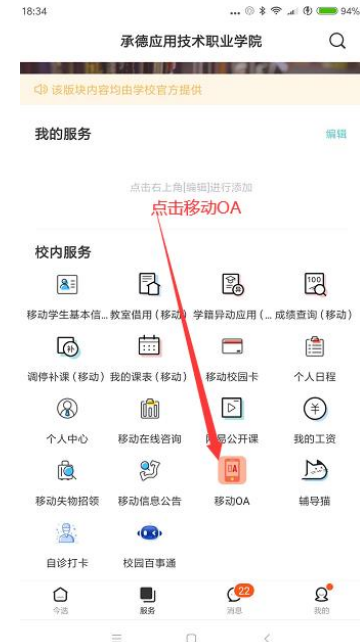 18:34
94%
承德应用技术职业学院
该版块内容均由学校官方提供
我的服务
编辑
点击右上角[编辑]进行添加
点击移动OA
校内服务
移动学生基本信...
教室借用(移动)
学籍异动应用(...
成绩查询(移动)
调停补课(移动)
我的课表(移动)
移动校园卡
个人日程
个人中心
移动在线咨询
网易公开课
我的工资
移动失物招领
移动信息公告
移动OA
辅导猫
自诊打卡
校园百事通
今选
服务
22
消息
我的